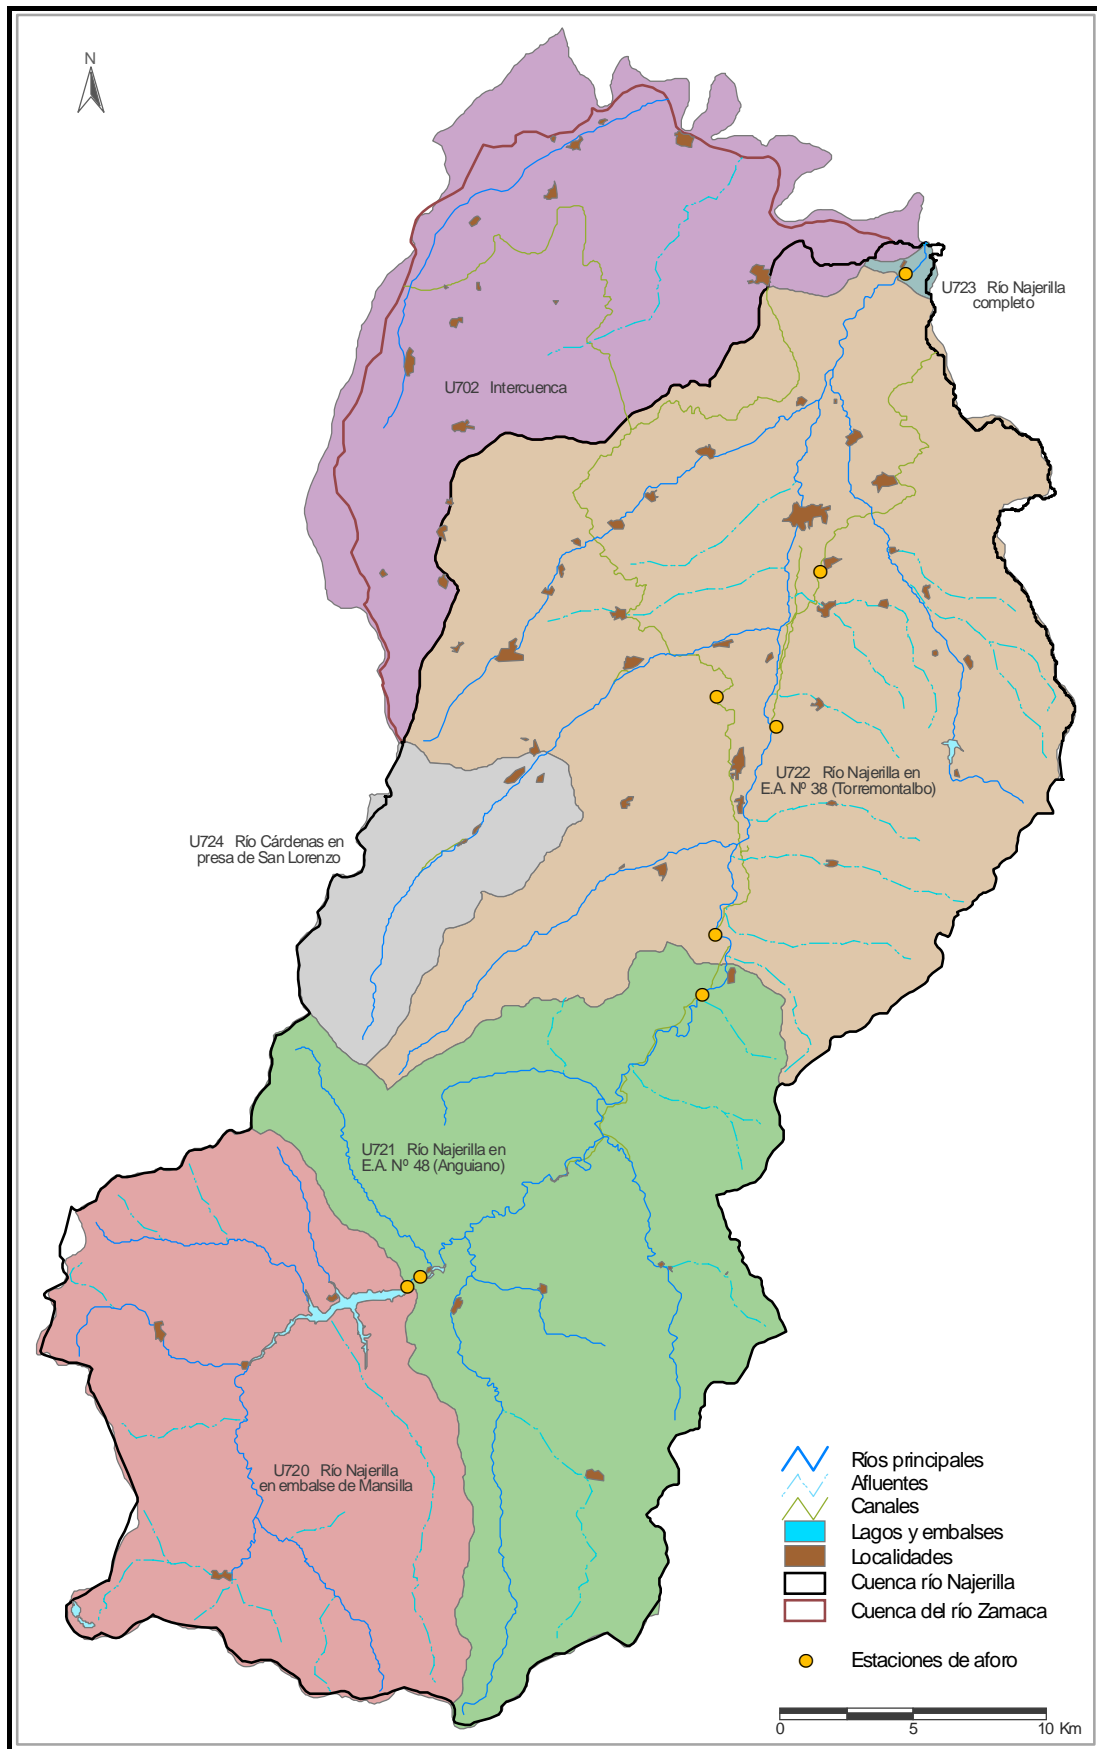 N
U723 Río Najerilla
completo
U702 Intercuenca
U722 Río Najerilla en
E.A. Nº 38 (Torremontalbo)
U724 Río Cárdenas en
presa de San Lorenzo
U721 Río Najerilla en
E.A. Nº 48 (Anguiano)
U720 Río Najerilla
en embalse de Mansilla
Ríos principales
Afluentes
Canales
Lagos y embalses
Localidades
Cuenca río Najerilla
Cuenca del río Zamaca
Estaciones de aforo
0 5 10 Km